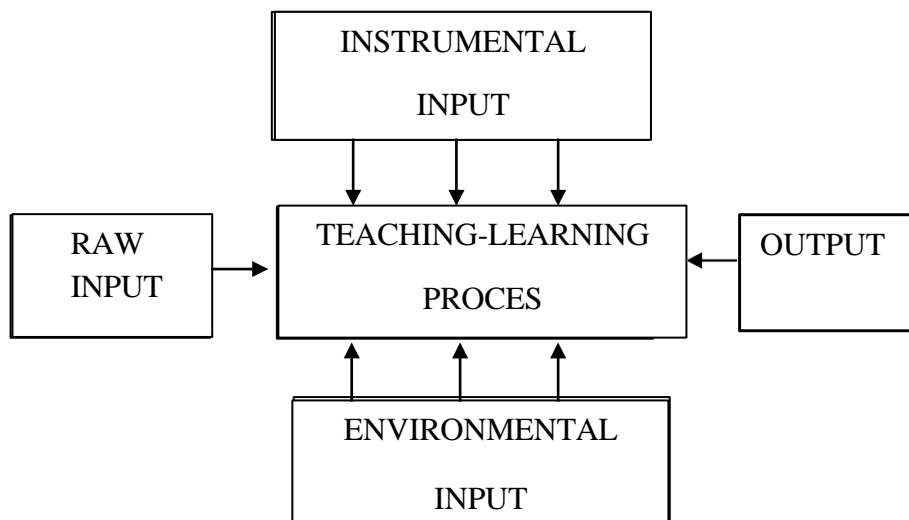 INSTRUMENTAL
INPUT
RAW
INPUT
TEACHING-LEARNING
PROCES
OUTPUT
ENVIRONMENTAL
INPUT